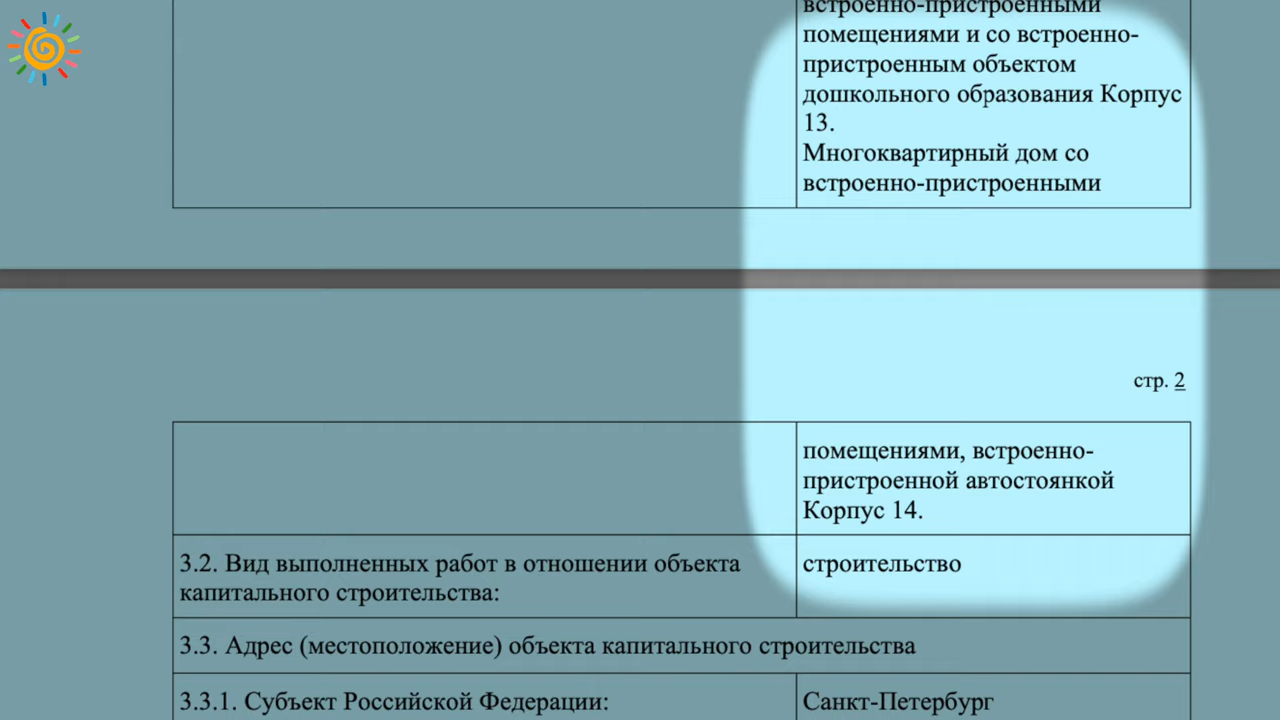 встроенно-пристроенными
помещениями и со встроенно-
пристроенным объектом
дошкольного образования Корпус
13.
Многоквартирный дом со
встроенно-пристроенными
стр. 2
помещениями, встроенно-
пристроенной автостоянкой
Корпус 14.
3.2. Вид выполненных работ в отношении объекта
капитального строительства:
строительство
3.3. Адрес (местоположение) объекта капитального строительства
3.3.1. Субъект Российской Федерации:
Санкт-Петербург